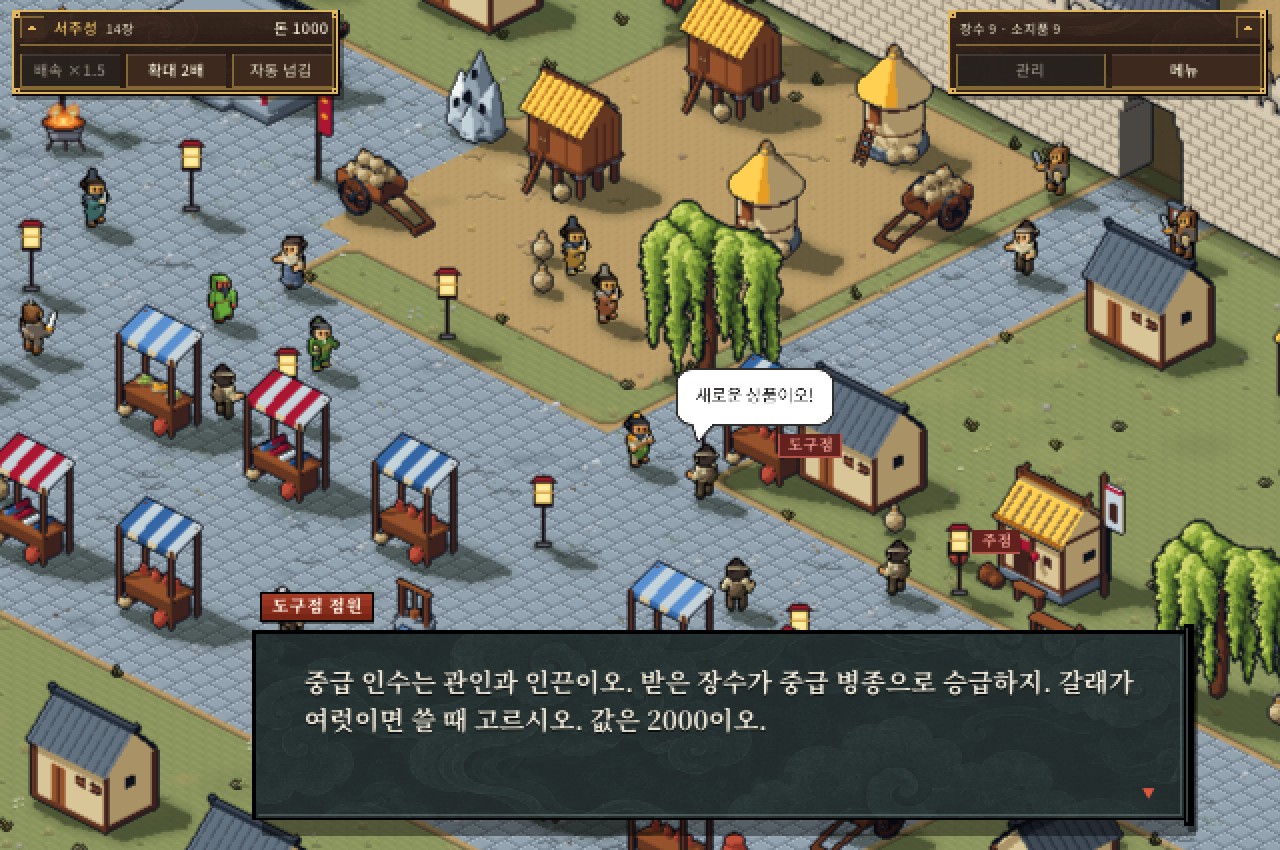 서주성 14장 돈 1000
배속 ×1.5 확대 2배 자동 넘김
장수 9 · 소지품 9
관리 메뉴
새로운 상품이오!
도구점
주점
도구점 점원
중급 인수는 관인과 인끈이오. 받은 장수가 중급 병종으로 승급하지. 갈래가
여럿이면 쓸 때 고르시오. 값은 2000이오.